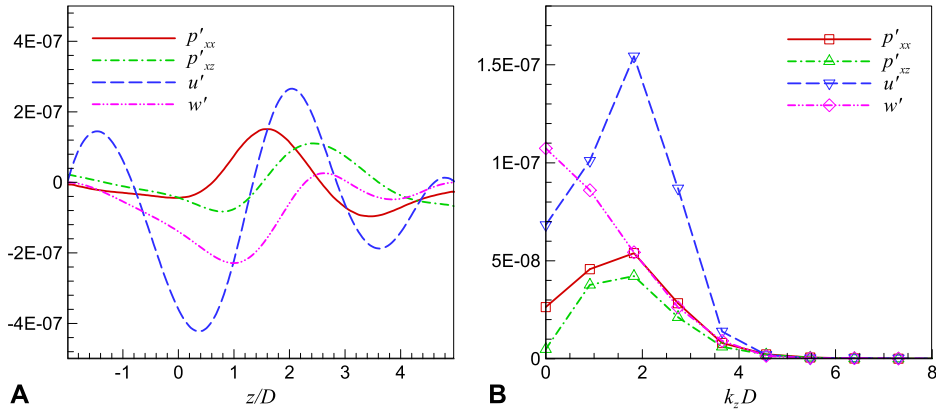 4E-07
2E-07
0
-2E-07
-4E-07
p'xx
p'xz
u'
w'
-1 0 1 2 3 4
z/D
A
1.5E-07
1E-07
5E-08
0
p'xx
p'xz
u'
w'
0 2 4 6 8
kzD
B